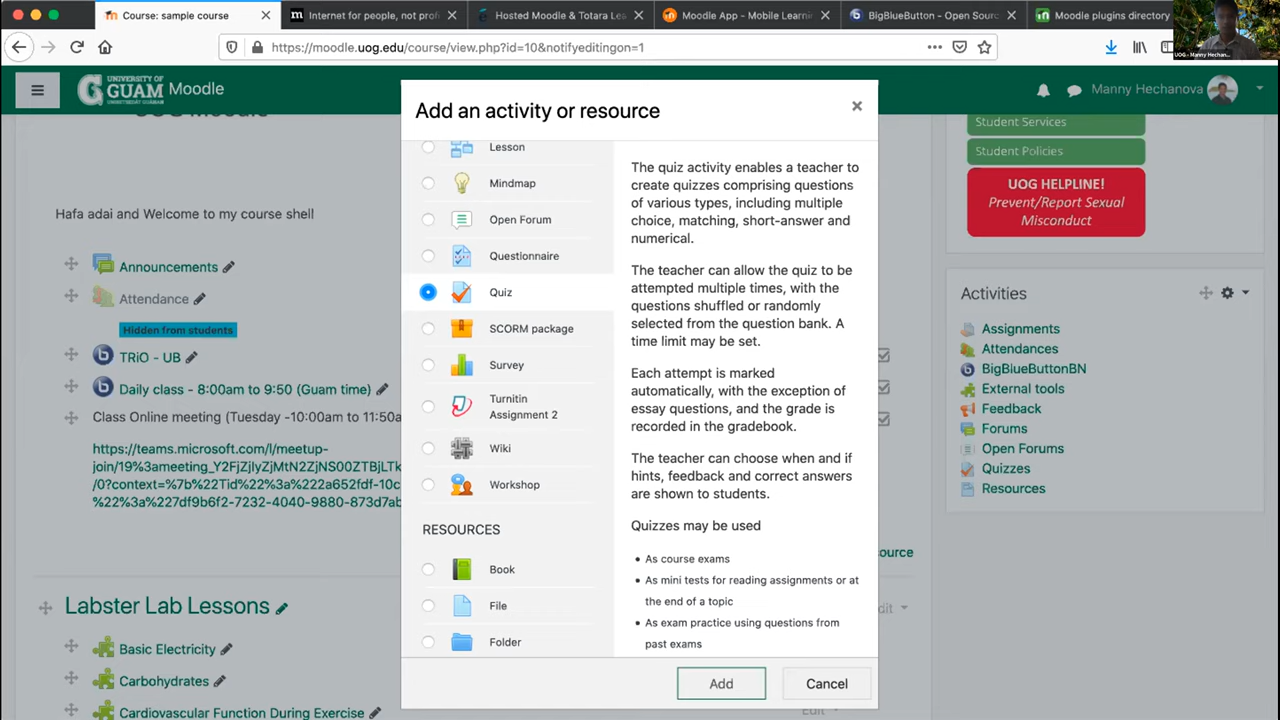 Course: sample course
Internet for people, not prof
Hosted Moodle & Totara Le
Moodle App - Mobile Learni
BigBlueButton - Open Sour
Moodle plugins directory
https://moodle.uog.edu/course/view.php?id=10&notifyeditingon=1
UOG - Manny Hechan...
UNIVERSITY OF
GUAM
Moodle
Manny Hechanova
Hafa adai and Welcome to my course shell
Announcements
Attendance
Hidden from students
TRiO - UB
Daily class - 8:00am to 9:50 (Guam time)
Class Online meeting (Tuesday -10:00am to 11:50a
https://teams.microsoft.com/l/meetup-
join/19%3ameeting_Y2FjZjIyZjMtN2ZjNS00ZTBjLTk
/0?context=%7b%22Tid%22%3a%22a652fdf-10c
%22%3a%227df9b6f2-7232-4040-9880-873d7ab
Labster Lab Lessons
Basic Electricity
Carbohydrates
Cardiovascular Function During Exercise
Add an activity or resource
Lesson
Mindmap
Open Forum
Questionnaire
Quiz
SCORM package
Survey
Turnitin
Assignment 2
Wiki
Workshop
RESOURCES
Book
File
Folder
The quiz activity enables a teacher to
create quizzes comprising questions
of various types, including multiple
choice, matching, short-answer and
numerical.
The teacher can allow the quiz to be
attempted multiple times, with the
questions shuffled or randomly
selected from the question bank. A
time limit may be set.
Each attempt is marked
automatically, with the exception of
essay questions, and the grade is
recorded in the gradebook.
The teacher can choose when and if
hints, feedback and correct answers
are shown to students.
Quizzes may be used
As course exams
As mini tests for reading assignments or at
the end of a topic
As exam practice using questions from
past exams
Add
Cancel
ource
Edit
Student Services
Student Policies
UOG HELPLINE!
Prevent/Report Sexual
Misconduct
Activities
Assignments
Attendances
BigBlueButtonBN
External tools
Feedback
Forums
Open Forums
Quizzes
Resources